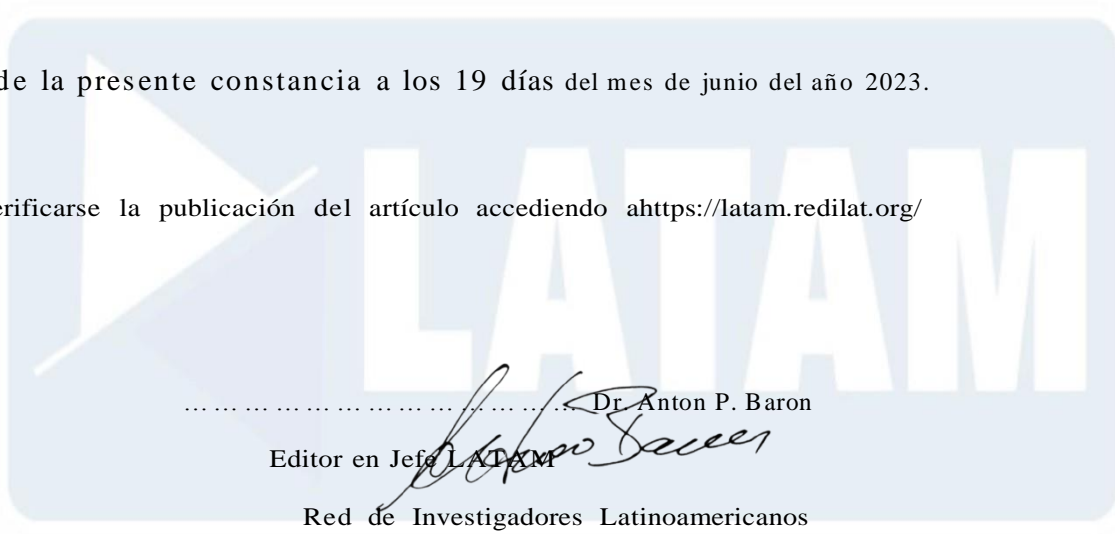 de la presente constancia a los 19 días del mes de junio del año 2023.
erificarse la publicación del artículo accediendo ahttps://latam.redilat.org/
LATAM
................................... Dr. Anton P. Baron
Editor en Jefe LATAM
Red de Investigadores Latinoamericanos